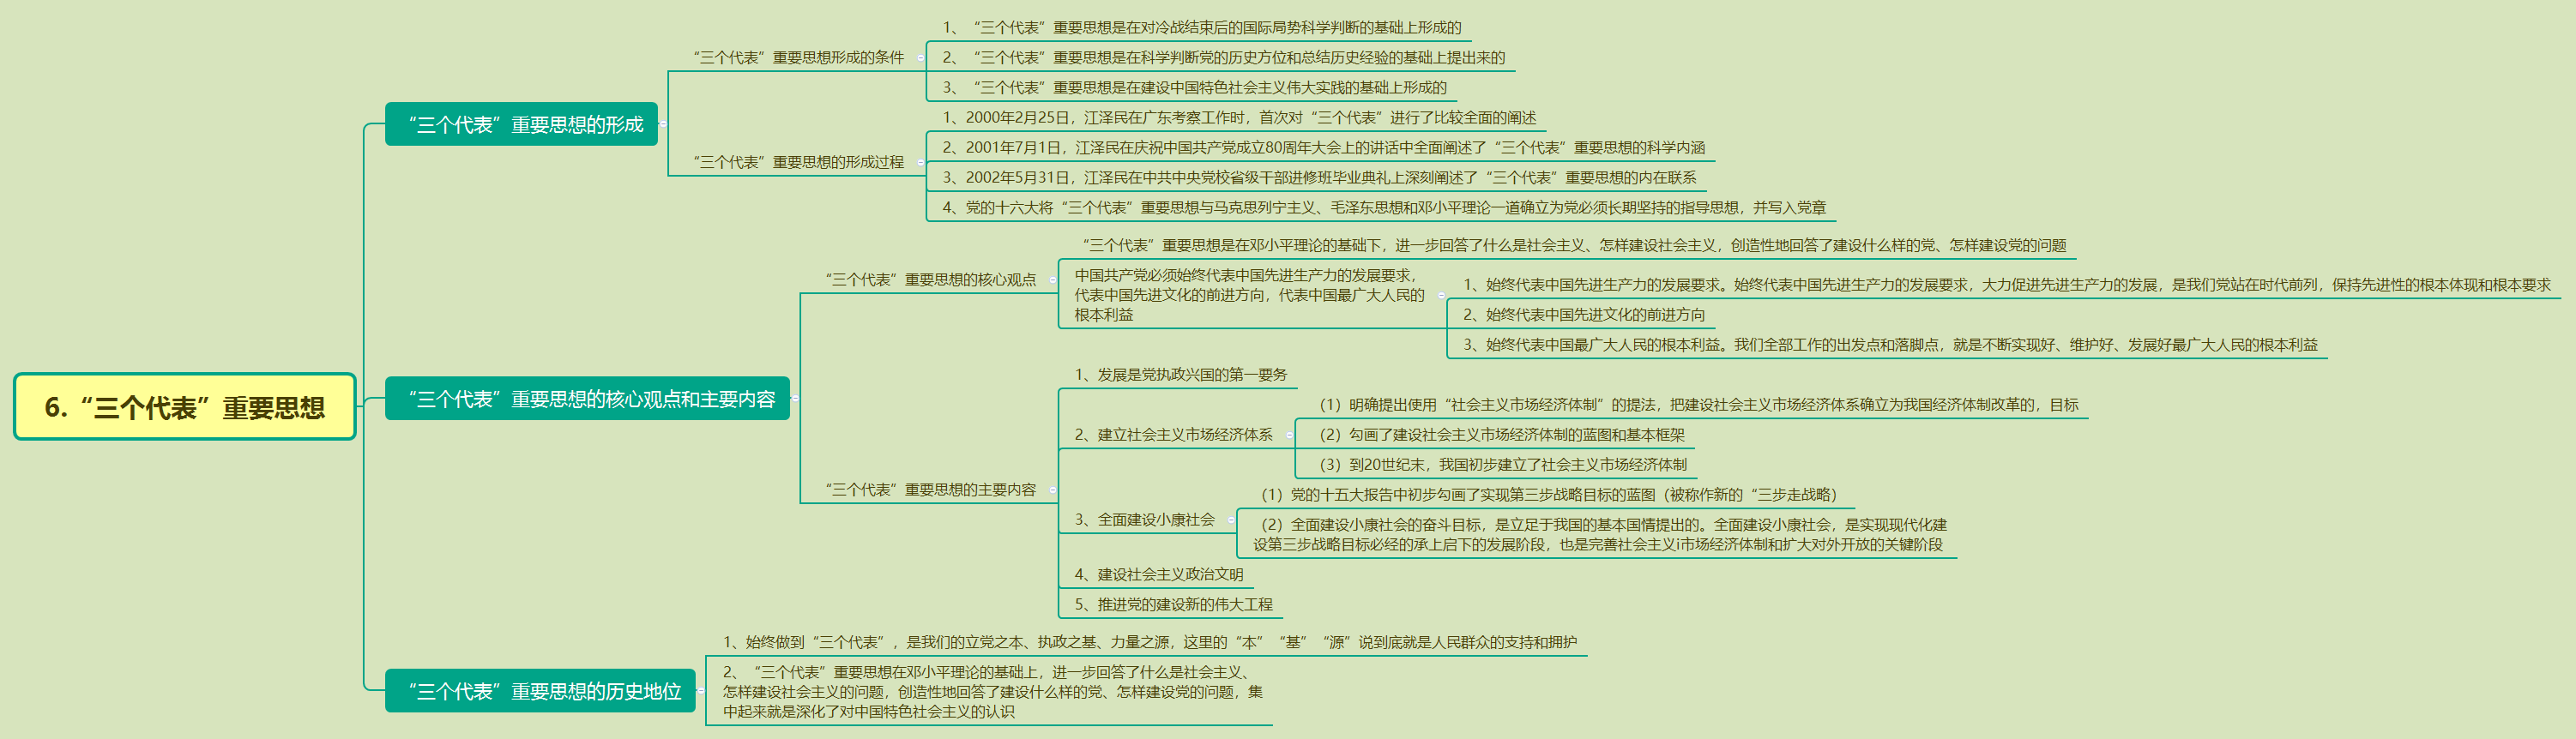 6.“三个代表”重要思想
“三个代表”重要思想的形成
“三个代表”重要思想形成的条件
1、“三个代表”重要思想是在对冷战结束后的国际局势科学判断的基础上形成的
2、“三个代表”重要思想是在科学判断党的历史方位和总结历史经验的基础上提出来的
3、“三个代表”重要思想是在建设中国特色社会主义伟大实践的基础上形成的
“三个代表”重要思想的形成过程
1、2000年2月25日，江泽民在广东考察工作时，首次对“三个代表”进行了比较全面的阐述
2、2001年7月1日，江泽民在庆祝中国共产党成立80周年大会上的讲话中全面阐述了“三个代表”重要思想的科学内涵
3、2002年5月31日，江泽民在中共中央党校省级干部进修班毕业典礼上深刻阐述了“三个代表”重要思想的内在联系
4、党的十六大将“三个代表”重要思想与马克思列宁主义、毛泽东思想和邓小平理论一道确立为党必须长期坚持的指导思想，并写入党章
“三个代表”重要思想的核心观点和主要内容
“三个代表”重要思想的核心观点
“三个代表”重要思想是在邓小平理论的基础下，进一步回答了什么是社会主义、怎样建设社会主义，创造性地回答了建设什么样的党、怎样建设党的问题
中国共产党必须始终代表中国先进生产力的发展要求，
代表中国先进文化的前进方向，代表中国最广大人民的
根本利益
1、始终代表中国先进生产力的发展要求。始终代表中国先进生产力的发展要求，大力促进先进生产力的发展，是我们党站在时代前列，保持先进性的根本体现和根本要求
2、始终代表中国先进文化的前进方向
3、始终代表中国最广大人民的根本利益。我们全部工作的出发点和落脚点，就是不断实现好、维护好、发展好最广大人民的根本利益
“三个代表”重要思想的主要内容
1、发展是党执政兴国的第一要务
2、建立社会主义市场经济体系
（1）明确提出使用“社会主义市场经济体制”的提法，把建设社会主义市场经济体系确立为我国经济体制改革的，目标
（2）勾画了建设社会主义市场经济体制的蓝图和基本框架
（3）到20世纪末，我国初步建立了社会主义市场经济体制
3、全面建设小康社会
（1）党的十五大报告中初步勾画了实现第三步战略目标的蓝图（被称作新的“三步走战略）
（2）全面建设小康社会的奋斗目标，是立足于我国的基本国情提出的。全面建设小康社会，是实现现代化建
设第三步战略目标必经的承上启下的发展阶段，也是完善社会主义i市场经济体制和扩大对外开放的关键阶段
4、建设社会主义政治文明
5、推进党的建设新的伟大工程
“三个代表”重要思想的历史地位
1、始终做到“三个代表”，是我们的立党之本、执政之基、力量之源，这里的“本”“基”“源”说到底就是人民群众的支持和拥护
2、“三个代表”重要思想在邓小平理论的基础上，进一步回答了什么是社会主义、
怎样建设社会主义的问题，创造性地回答了建设什么样的党、怎样建设党的问题，集
中起来就是深化了对中国特色社会主义的认识